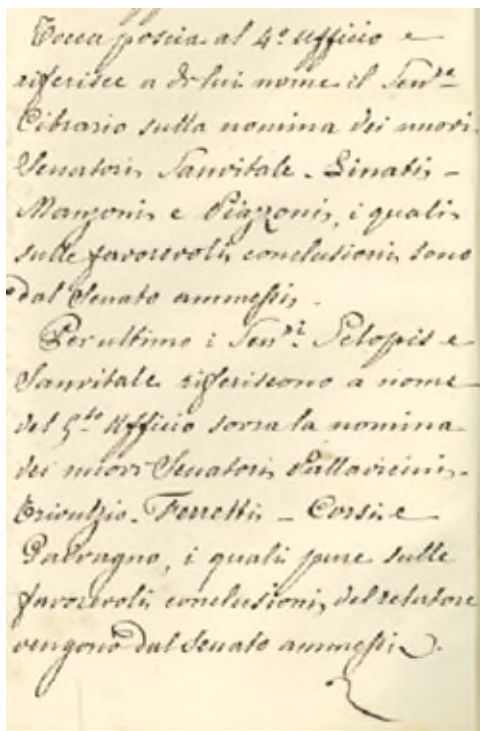 Tocca poscia al 4.° Ufficio e
riferisce a di lui nome il Sen.re
Cibrario sulla nomina dei nuovi
Senatori Sanvitale - Linati -
Manzoni e Piazzoni, i quali
sulle favorevoli conclusioni sono
dal Senato ammessi.
Per ultimo i Sen.ri Sclopis e
Sanvitale riferiscono a nome
del 5.to Ufficio sovra la nomina
dei nuovi Senatori Pallavicini-
Trivulzio - Ferretti - Corsi e
Dalvagno, i quali pure sulle
favorevoli conclusioni del relatore
vengono dal Senato ammessi.